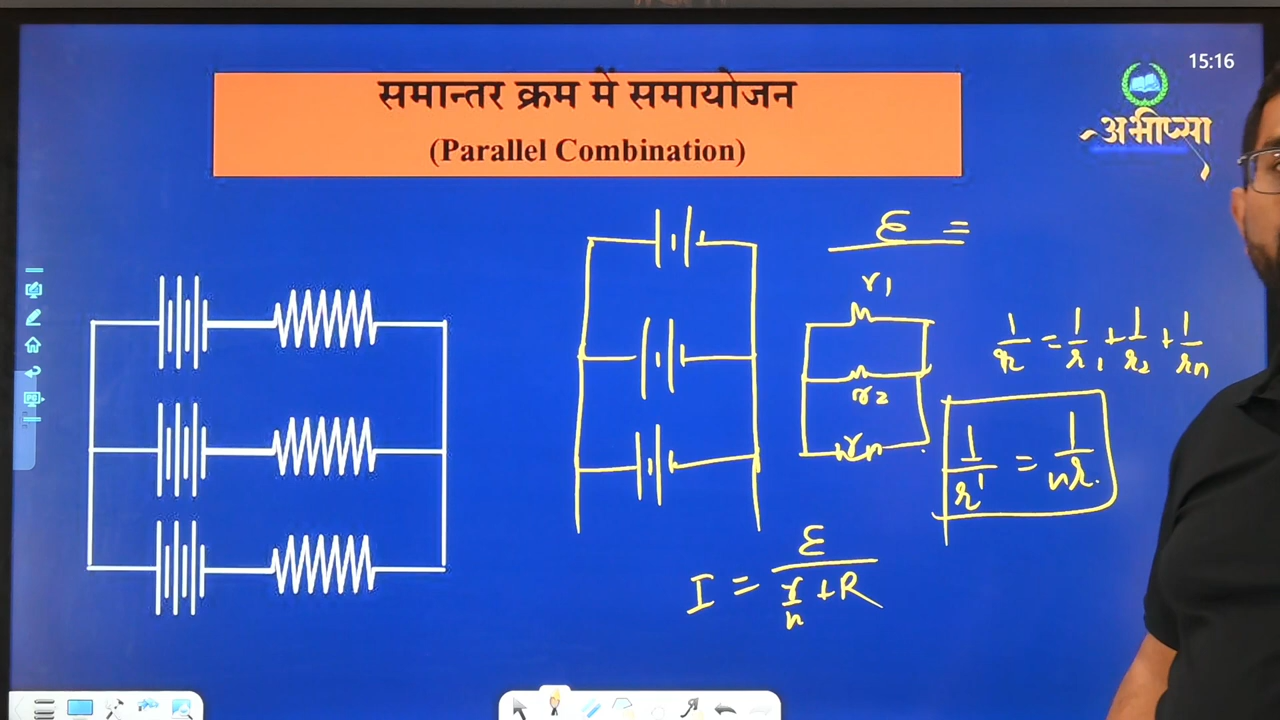 समान्तर क्रम में समायोजन
(Parallel Combination)
15:16
अभीप्सा
ε =
r1
r2
rn
1/r = 1/r1 + 1/r2 + 1/rn
1/r' = 1/nr.
I = ε / (r/n + R)